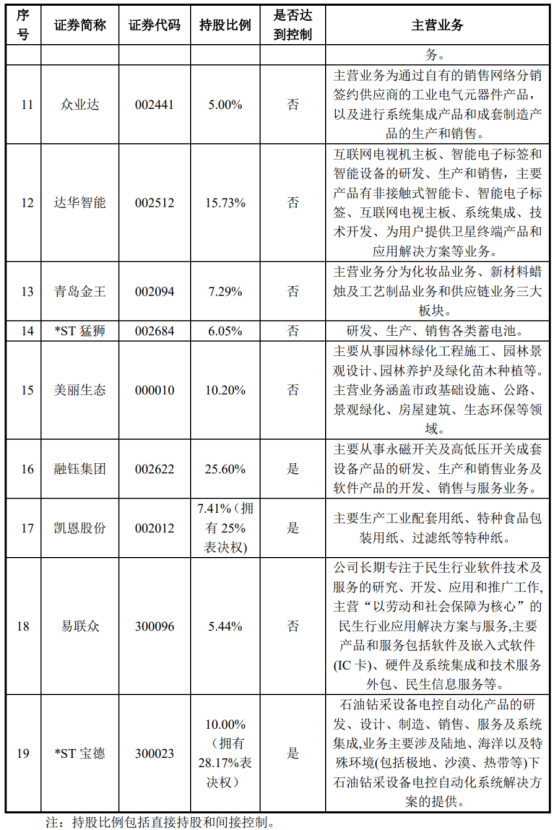 序号 证券简称 证券代码 持股比例 是否达到控制 主营业务
务。
11 众业达 002441 5.00% 否 主营业务为通过自有的销售网络分销
签约供应商的工业电气元器件产品,
以及进行系统集成产品和成套制造产
品的生产和销售。
12 达华智能 002512 15.73% 否 互联网电视机主板、智能电子标签和
智能设备的研发、生产和销售，主要
产品有非接触式智能卡、智能电子标
签、互联网电视主板、系统集成、技
术开发、为用户提供卫星终端产品和
应用解决方案等业务。
13 青岛金王 002094 7.29% 否 主营业务分为化妆品业务、新材料蜡
烛及工艺制品业务和供应链业务三大
板块。
14 *ST 猛狮 002684 6.05% 否 研发、生产、销售各类蓄电池。
15 美丽生态 000010 10.20% 否 主要从事园林绿化工程施工、园林景
观设计、园林养护及绿化苗木种植等。
主营业务涵盖市政基础设施、公路、
景观绿化、房屋建筑、生态环保等领
域。
16 融钰集团 002622 25.60% 是 主要从事永磁开关及高低压开关成套
设备产品的研发、生产和销售业务及
软件产品的开发、销售与服务业务。
17 凯恩股份 002012 7.41%（拥
有 25%
表决权) 是 主要生产工业配套用纸、特种食品包
装用纸、过滤纸等特种纸。
18 易联众 300096 5.44% 否 公司长期专注于民生行业软件技术及
服务的研究、开发、应用和推广工作,
主营“以劳动和社会保障为核心”的
民生行业应用解决方案与服务,主要
产品和服务包括软件及嵌入式软件
(IC 卡)、硬件及系统集成和技术服务
外包、民生信息服务等。
19 *ST 宝德 300023 10.00%
（拥有
28.17%表
决权） 是 石油钻采设备电控自动化产品的研
发、设计、制造、销售、服务及系统
集成,业务主要涉及陆地、海洋以及特
殊环境(包括极地、沙漠、热带等)下
石油钻采设备电控自动化系统解决方
案的提供。
注：持股比例包括直接持股和间接控制。